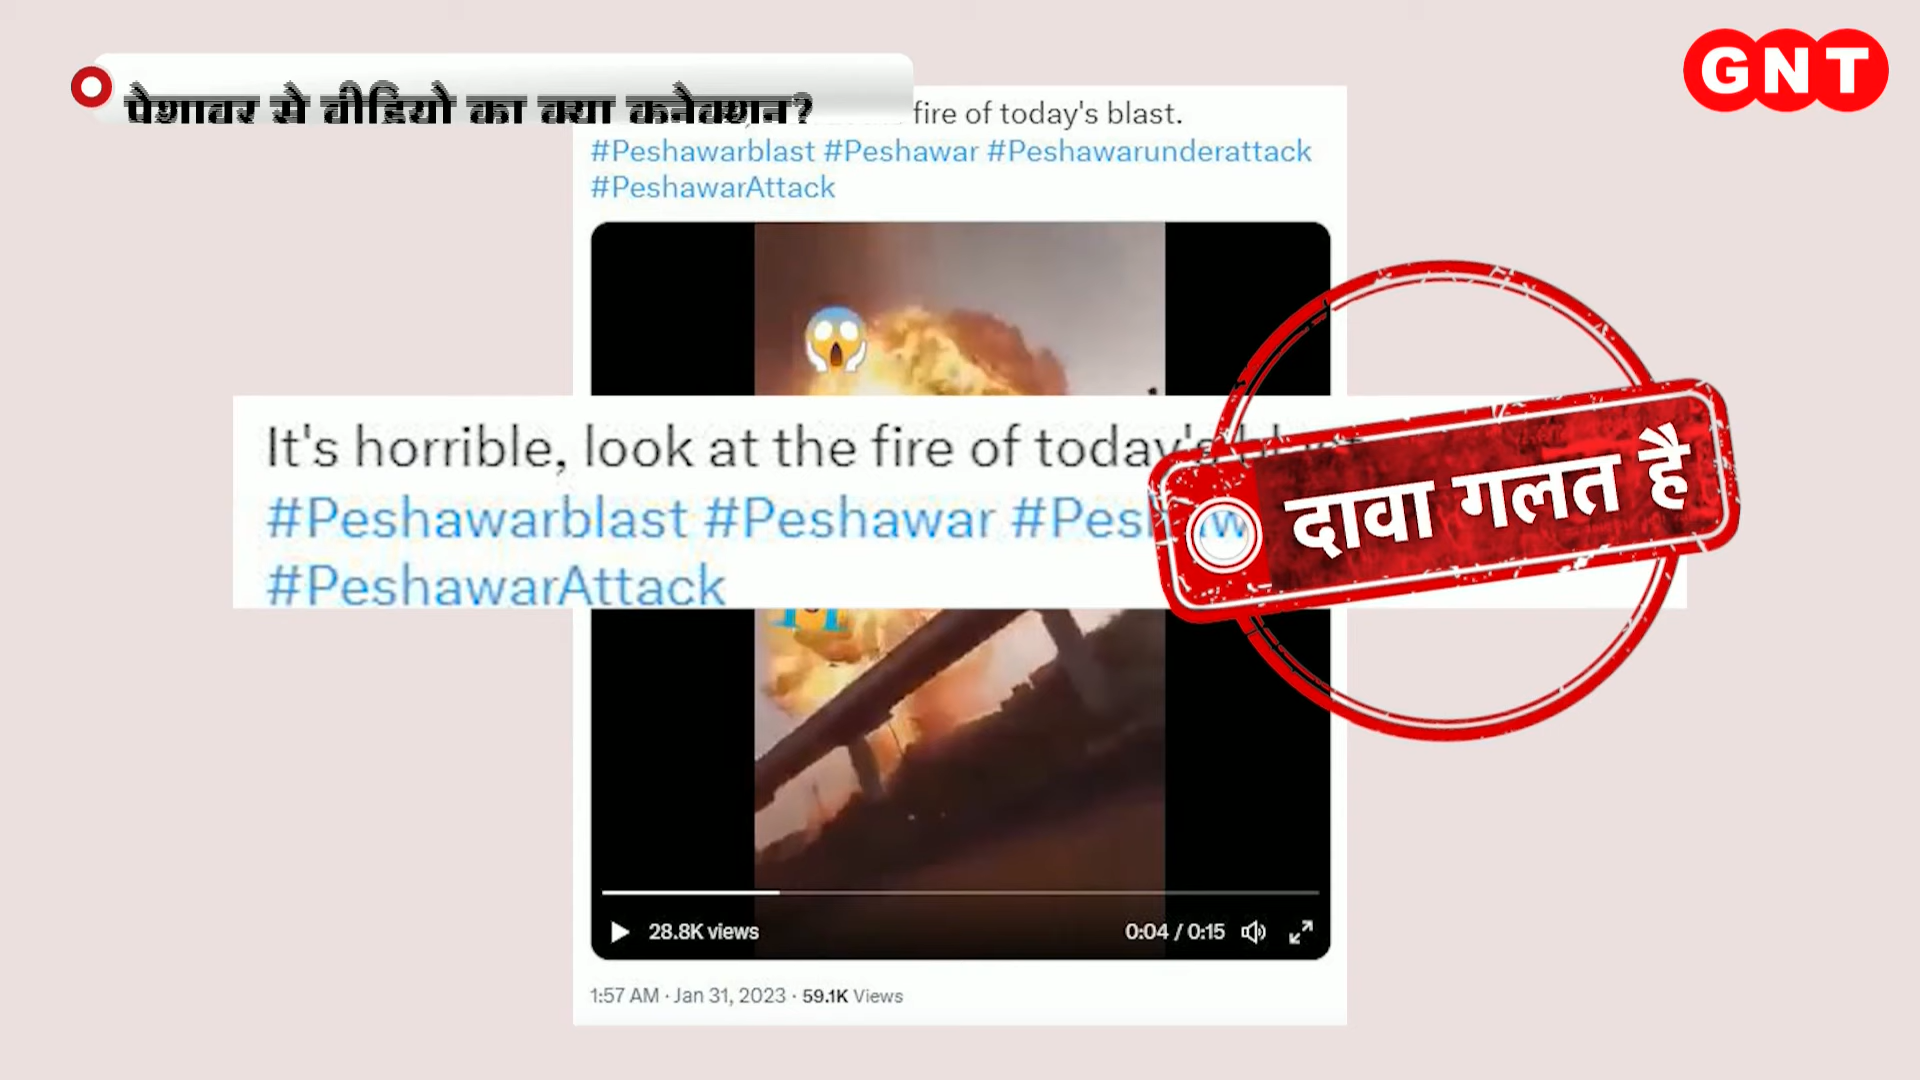 पेशावर से वीडियो का क्या कनेक्शन?
GNT
fire of today's blast.
#Peshawarblast #Peshawar #Peshawarunderattack
#PeshawarAttack
It's horrible, look at the fire of today's blast.
#Peshawarblast #Peshawar
#PeshawarAttack
दावा गलत है
28.8K views
0:04 / 0:15
1:57 AM · Jan 31, 2023 · 59.1K Views